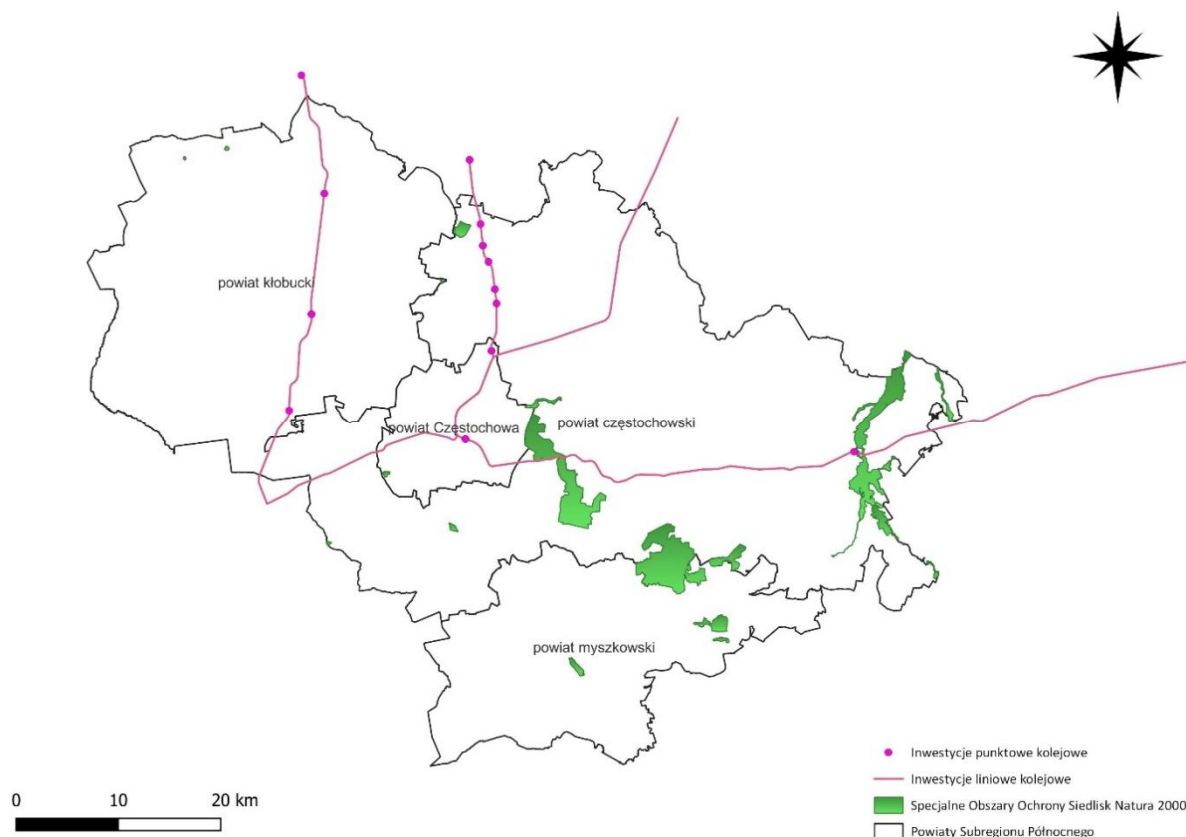 powiat kłobucki
powiat Częstochowa
powiat częstochowski
powiat myszkowski
Inwestycje punktowe kolejowe
Inwestycje liniowe kolejowe
Specjalne Obszary Ochrony Siedlisk Natura 2000
Powiaty Subregionu Północnego
0 10 20 km